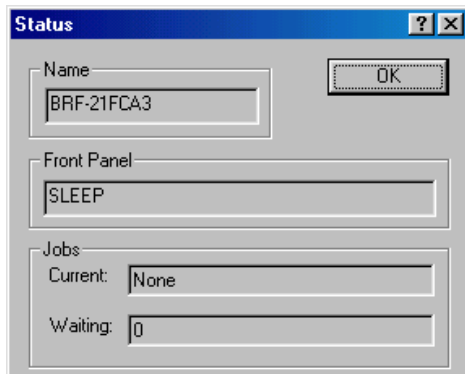 Status
Name
OK
BRF-21FCA3
Front Panel
SLEEP
Jobs
Current: None
Waiting: 0